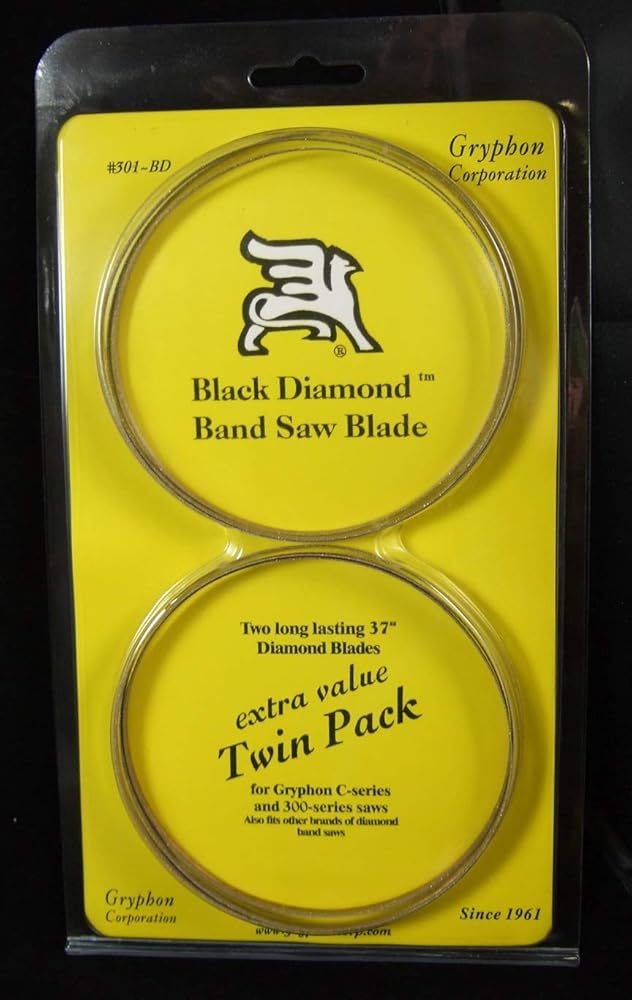 #301~BD
Gryphon
Corporation
®
Black Diamond™
Band Saw Blade
Two long lasting 37"
Diamond Blades
extra value
Twin Pack
for Gryphon C-series
and 300-series saws
Also fits other brands of diamond
band saws
Gryphon
Corporation
Since 1961